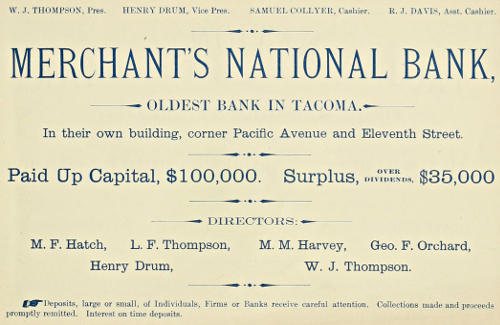 W. J. THOMPSON, Pres. HENRY DRUM, Vice Pres. SAMUEL COLLYER, Cashier. R. J. DAVIS, Asst. Cashier.
MERCHANT'S NATIONAL BANK,
OLDEST BANK IN TACOMA.
In their own building, corner Pacific Avenue and Eleventh Street.
Paid Up Capital, $100,000. Surplus, OVER DIVIDENDS, $35,000
DIRECTORS:
M. F. Hatch, L. F. Thompson, M. M. Harvey, Geo. F. Orchard,
Henry Drum, W. J. Thompson.
☛Deposits, large or small, of Individuals, Firms or Banks receive careful attention. Collections made and proceeds
promptly remitted. Interest on time deposits.